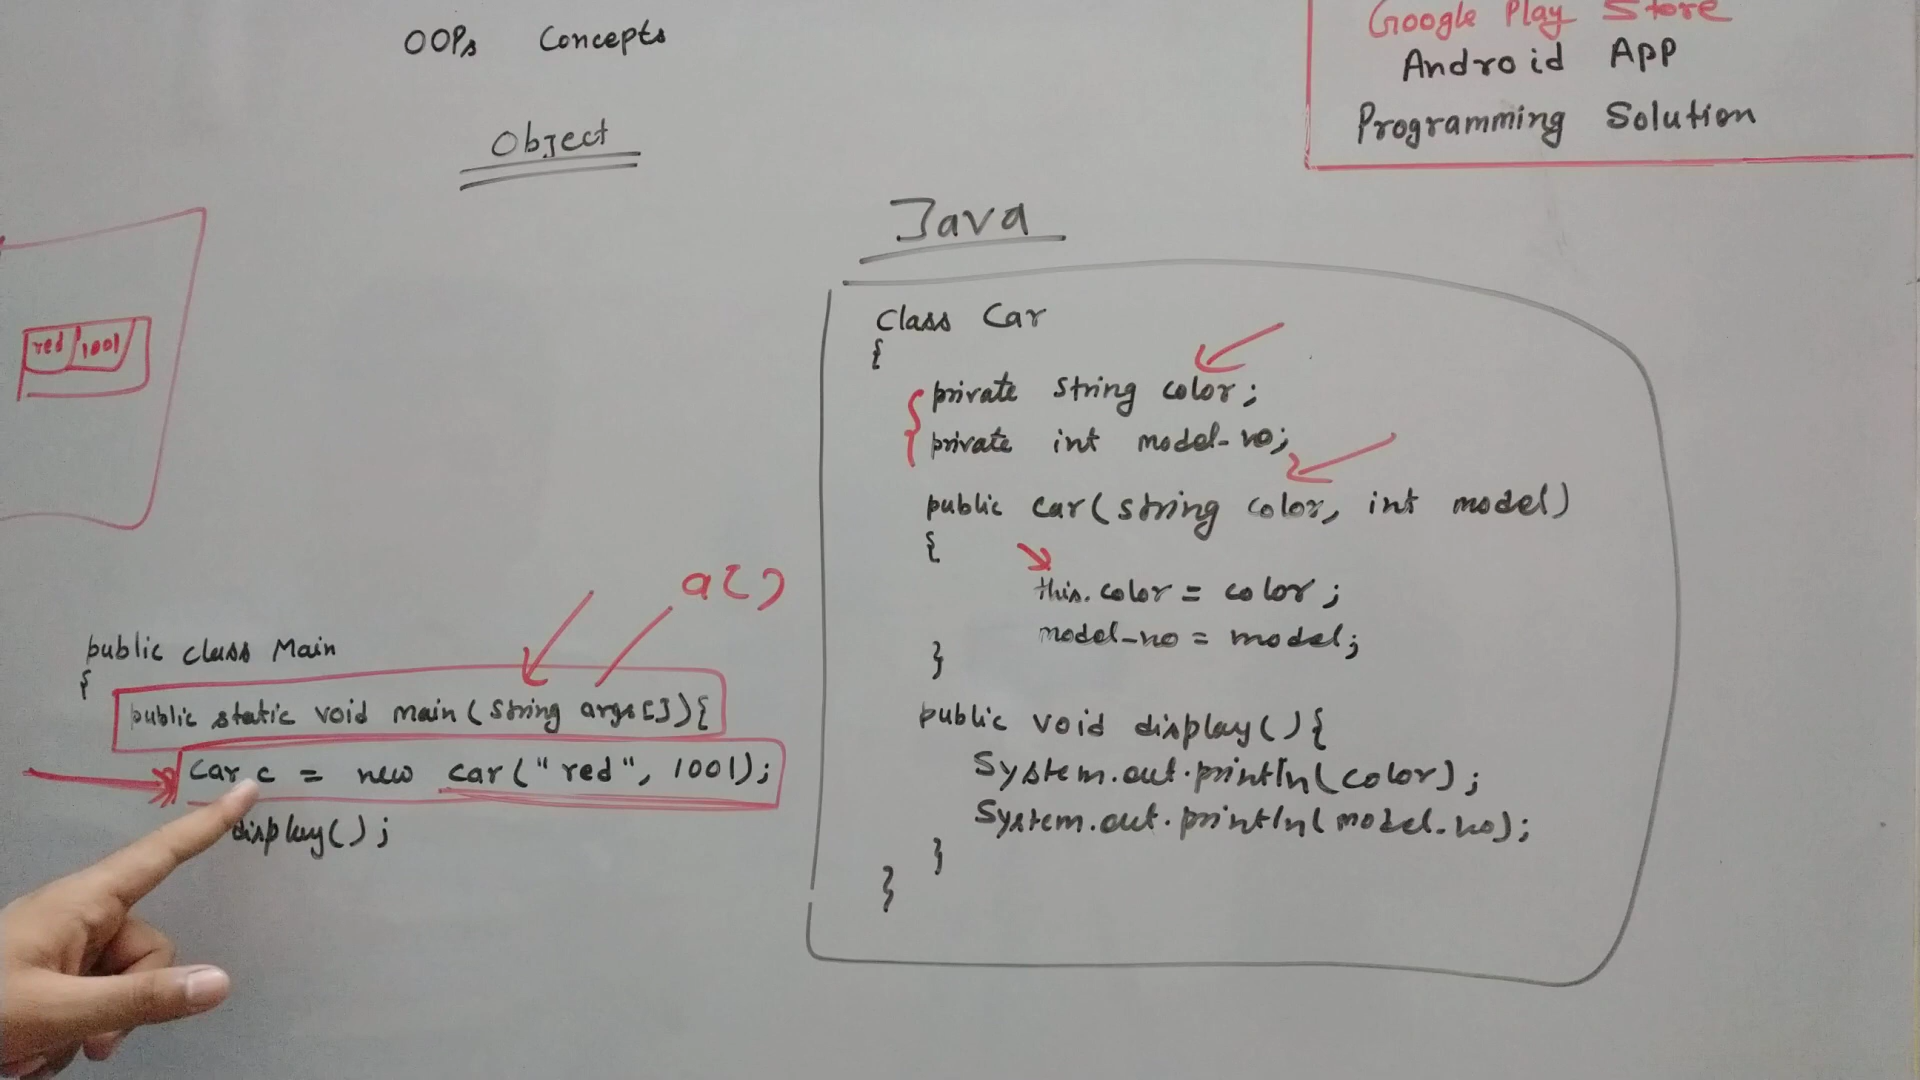 OOPs Concepts
Object
Google Play Store
Android APP
Programming Solution
Java
red 1001
Class Car
{
private String color;
private int model-no;
public car(string color, int model)
{
this.color = color;
model-no = model;
}
public void display(){
System.out.println(color);
System.out.println(model-no);
}
}
a()
public class Main
{
public static void main(String args[]){
Car c = new car("red", 1001);
display();